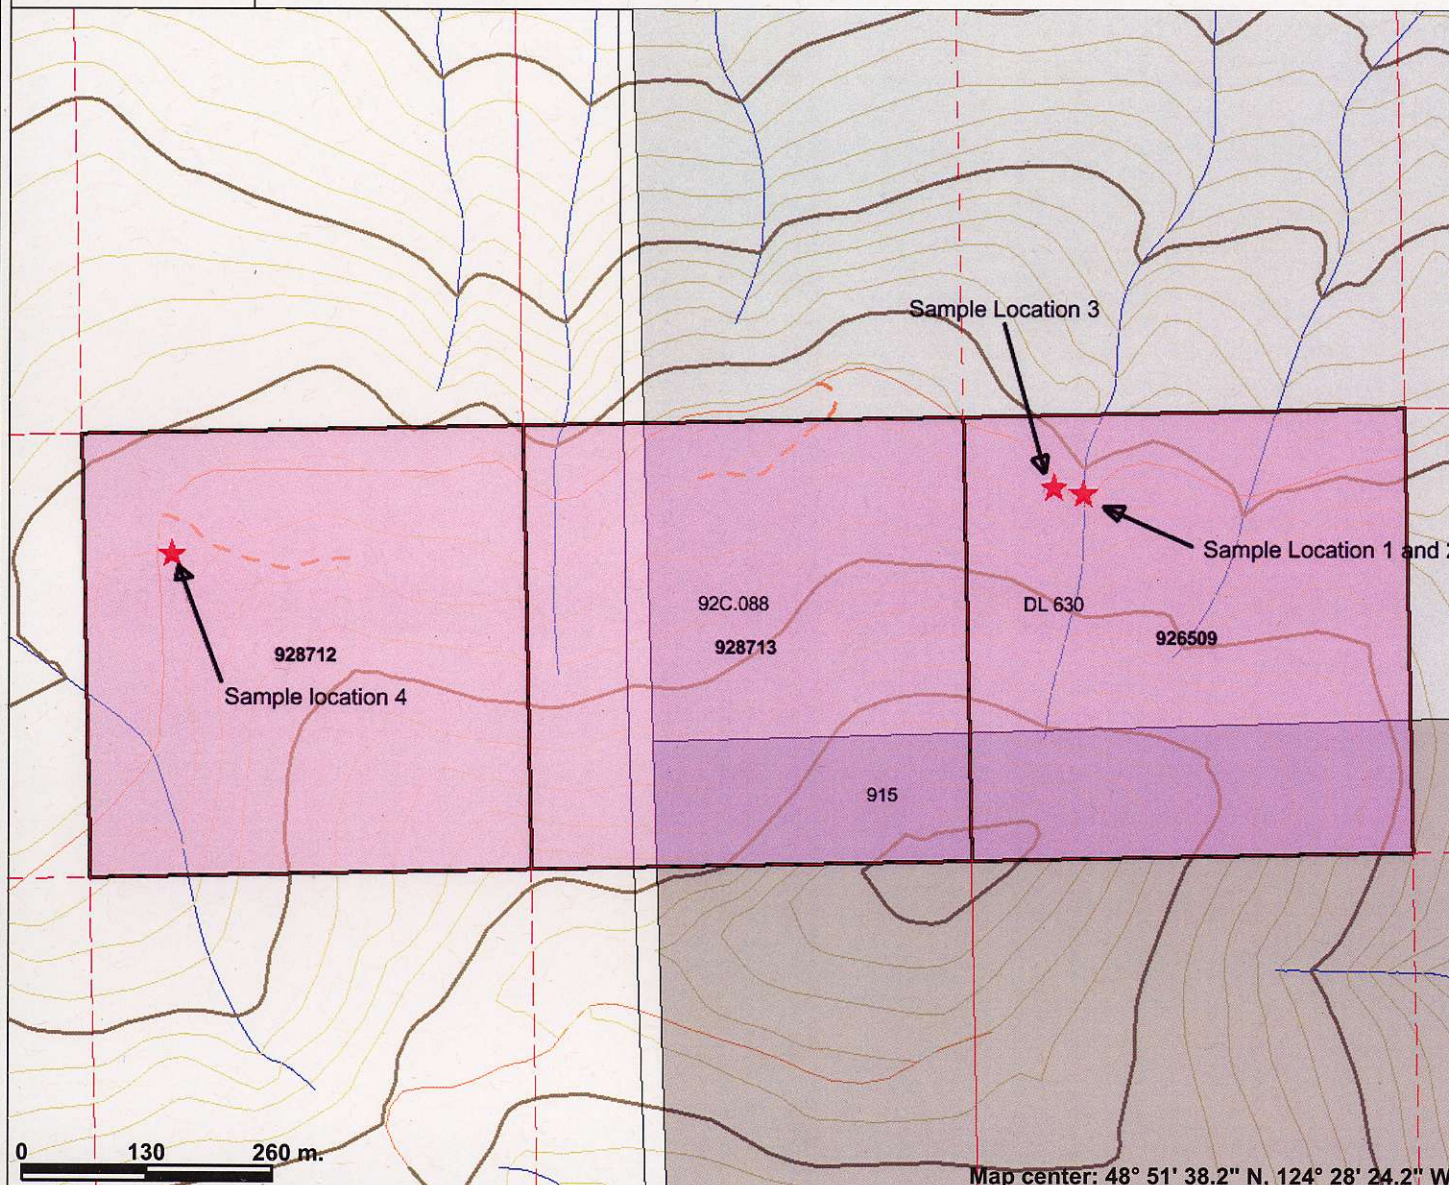 Sample Location 3
Sample Location 1 and 2
92C.088
DL 630
928713
926509
928712
Sample location 4
915
0 130 260 m.
Map center: 48° 51' 38.2" N, 124° 28' 24.2" W